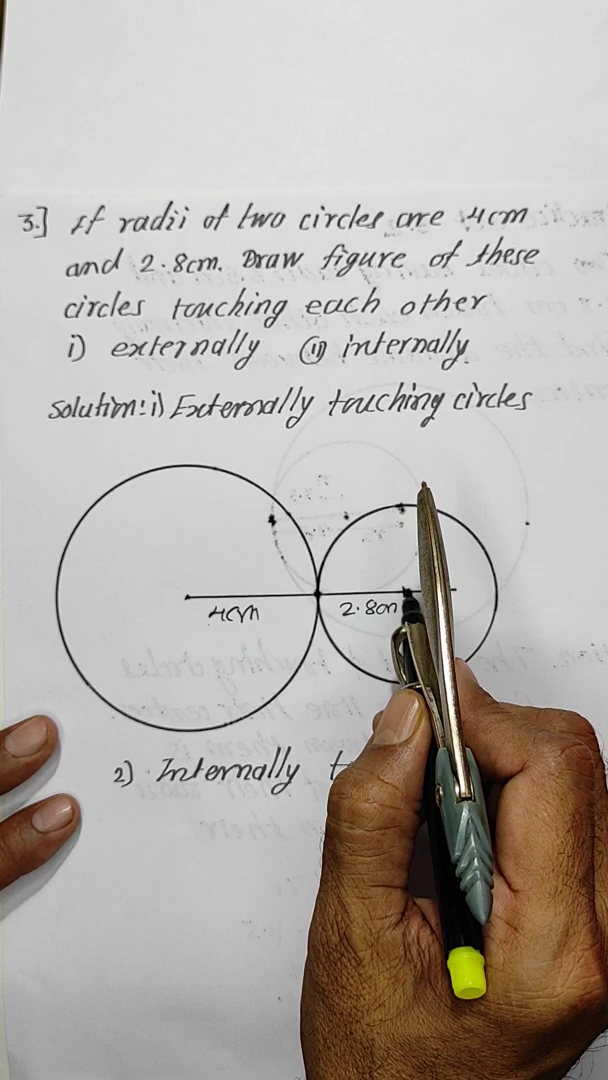 3.] If radii of two circles are 4cm
and 2.8cm. Draw figure of these
circles touching each other
i) externally (ii) internally.
Solution: i) Externally touching circles
4cm
2.8cm
2) Internally t